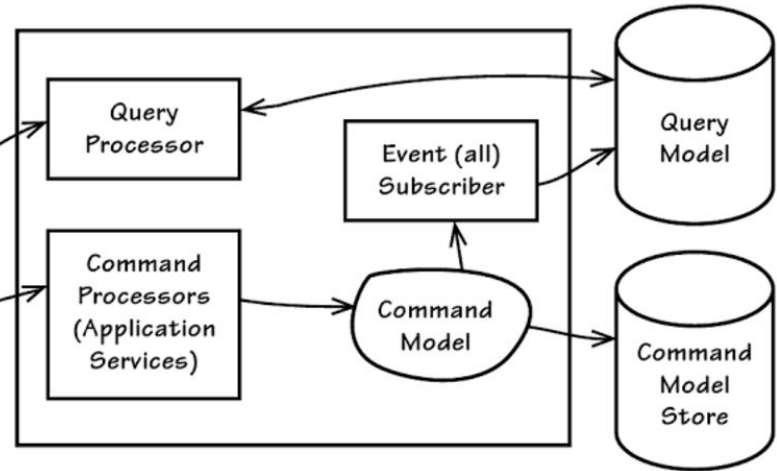 Query
Processor
Event (all)
Subscriber
Query
Model
Command
Processors
(Application
Services)
Command
Model
Command
Model
Store